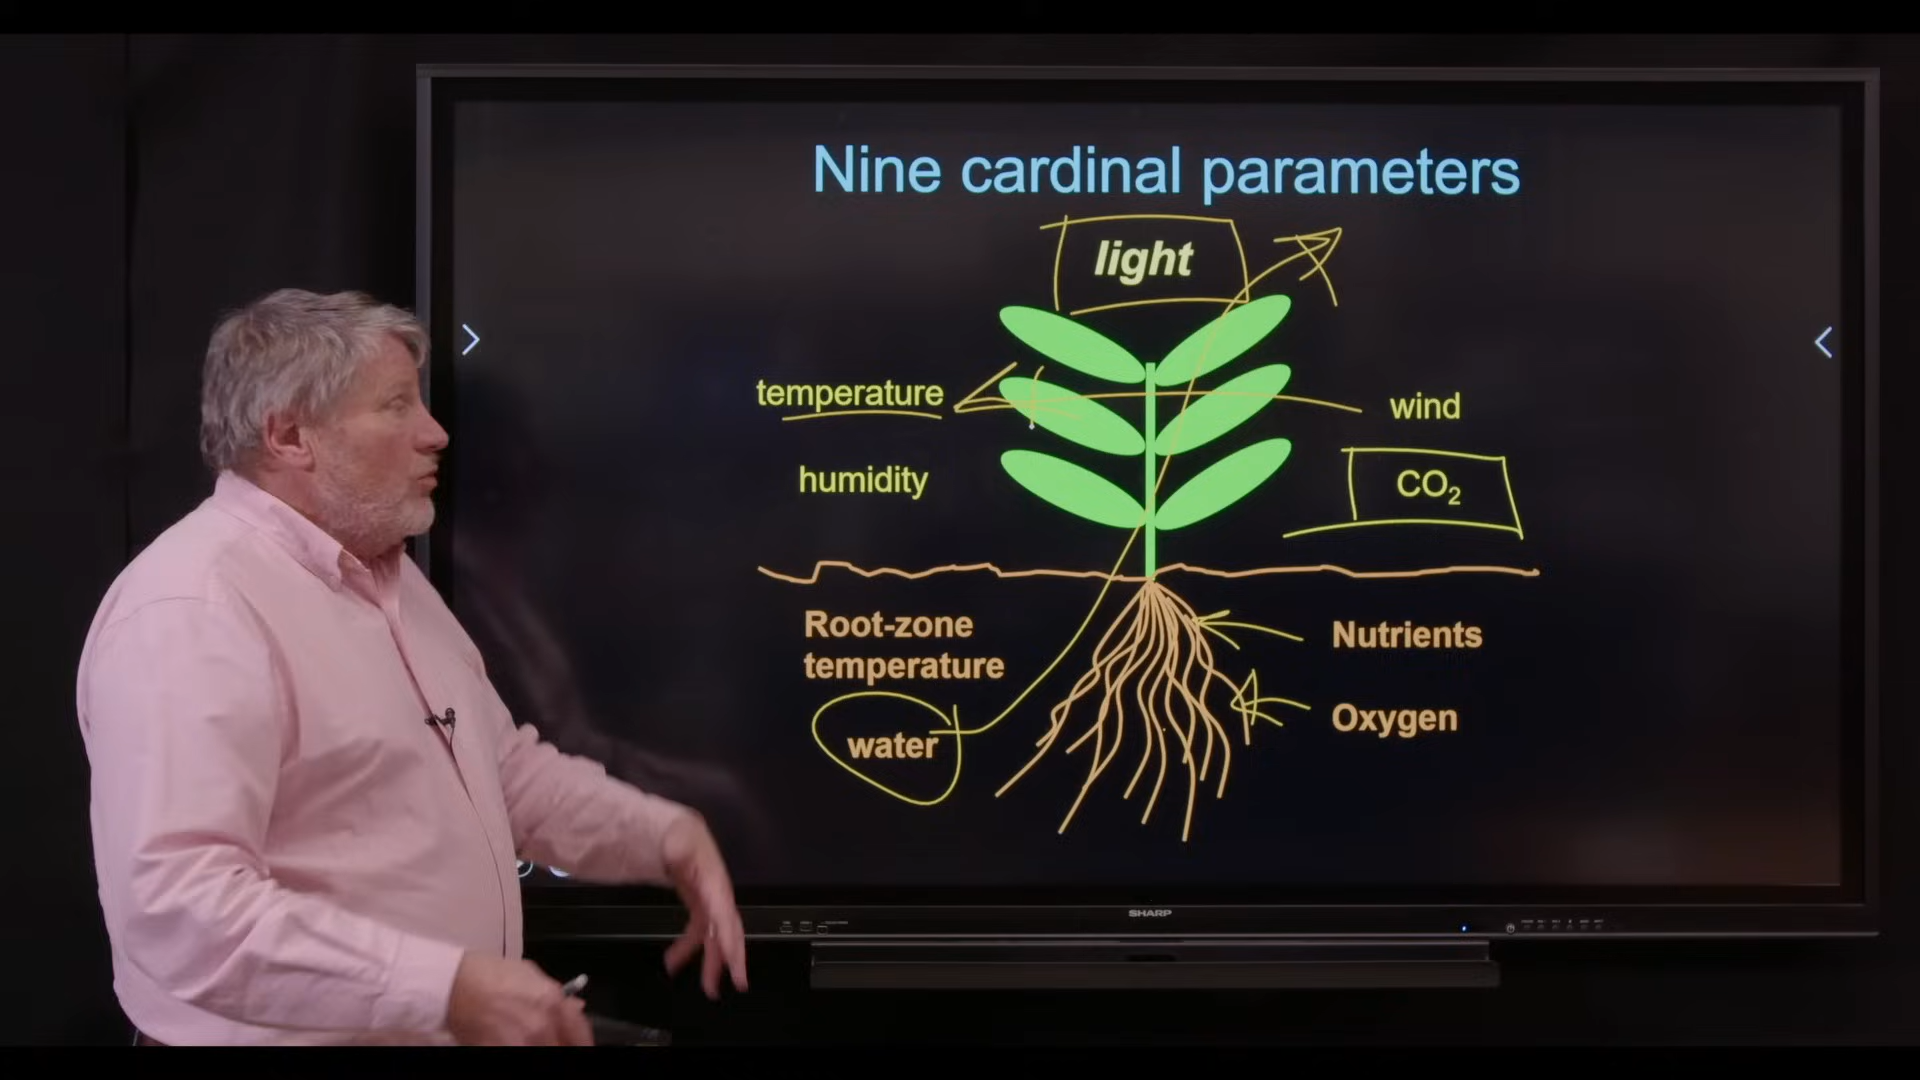 Nine cardinal parameters
light
temperature
wind
humidity
CO₂
Root-zone
temperature
Nutrients
water
Oxygen
SHARP